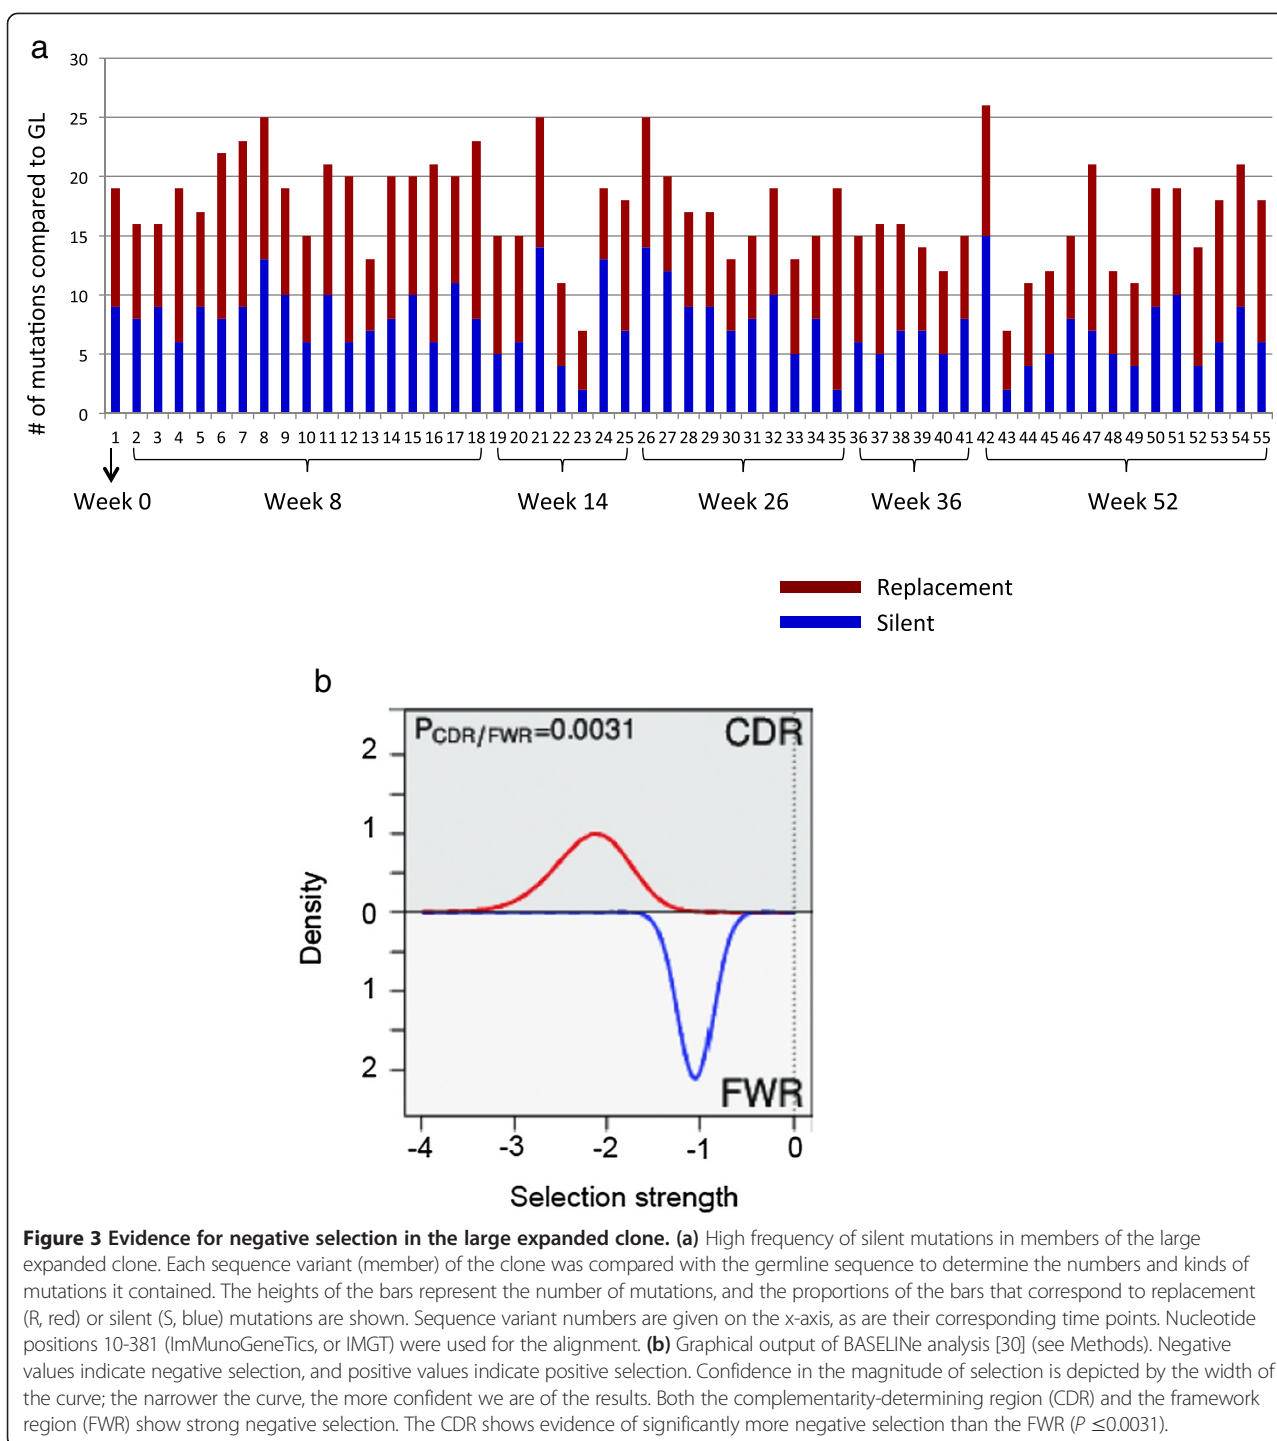 a
# of mutations compared to GL
30
25
20
15
10
5
0
1 2 3 4 5 6 7 8 9 10 11 12 13 14 15 16 17 18 19 20 21 22 23 24 25 26 27 28 29 30 31 32 33 34 35 36 37 38 39 40 41 42 43 44 45 46 47 48 49 50 51 52 53 54 55
Week 0 Week 8 Week 14 Week 26 Week 36 Week 52
Replacement
Silent
b
PCDR/FWR=0.0031 CDR
Density
2
1
0
1
2
FWR
-4 -3 -2 -1 0
Selection strength
Figure 3 Evidence for negative selection in the large expanded clone. (a) High frequency of silent mutations in members of the large
expanded clone. Each sequence variant (member) of the clone was compared with the germline sequence to determine the numbers and kinds of
mutations it contained. The heights of the bars represent the number of mutations, and the proportions of the bars that correspond to replacement
(R, red) or silent (S, blue) mutations are shown. Sequence variant numbers are given on the x-axis, as are their corresponding time points. Nucleotide
positions 10-381 (ImMunoGeneTics, or IMGT) were used for the alignment. (b) Graphical output of BASELINe analysis [30] (see Methods). Negative
values indicate negative selection, and positive values indicate positive selection. Confidence in the magnitude of selection is depicted by the width of
the curve; the narrower the curve, the more confident we are of the results. Both the complementarity-determining region (CDR) and the framework
region (FWR) show strong negative selection. The CDR shows evidence of significantly more negative selection than the FWR (P ≤0.0031).